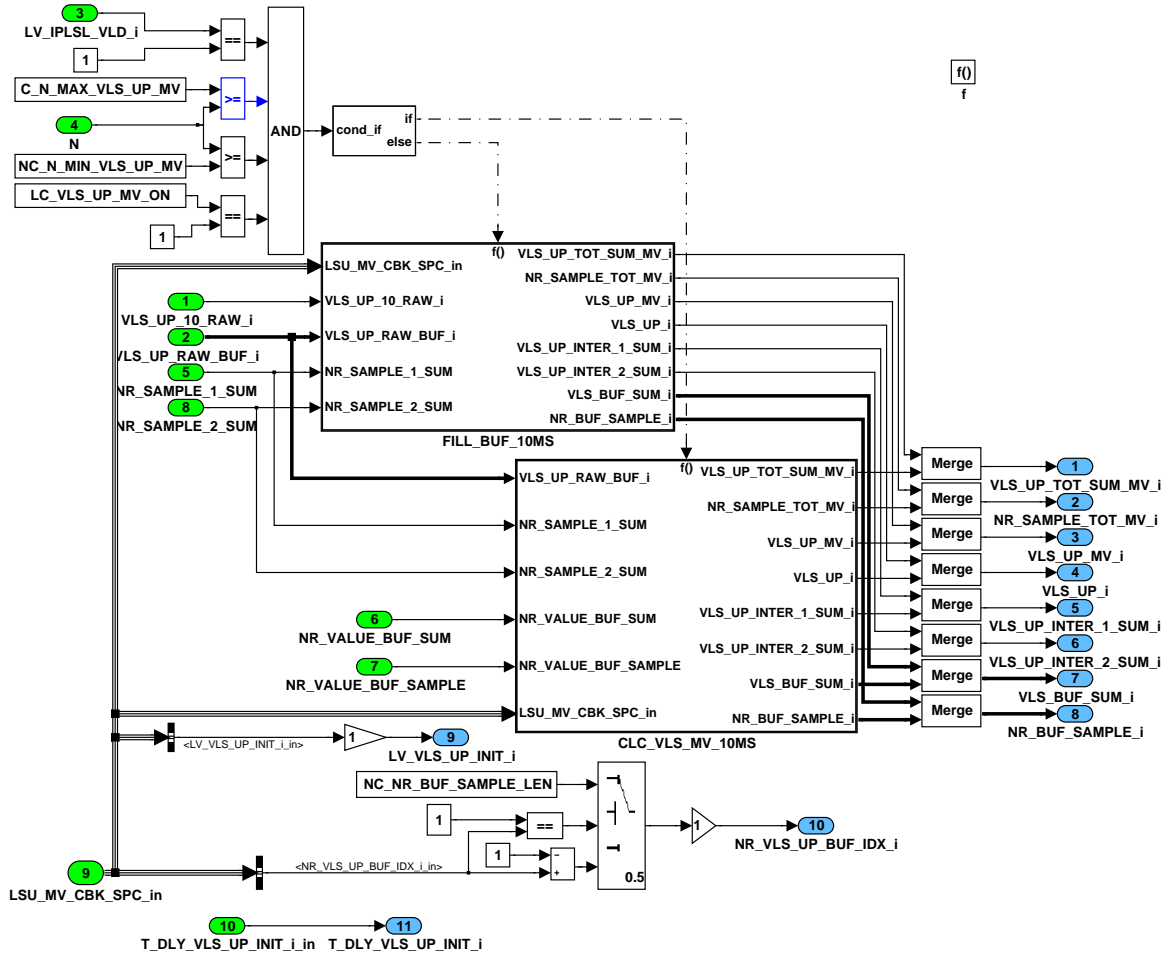 3
LV_IPLSL_VLD_i
1
==
C_N_MAX_VLS_UP_MV
>=
4
N
>=
NC_N_MIN_VLS_UP_MV
LC_VLS_UP_MV_ON
==
1
AND
cond_if
if
else
f()
f
f()
LSU_MV_CBK_SPC_in
VLS_UP_10_RAW_i
VLS_UP_RAW_BUF_i
NR_SAMPLE_1_SUM
NR_SAMPLE_2_SUM
VLS_UP_TOT_SUM_MV_i
NR_SAMPLE_TOT_MV_i
VLS_UP_MV_i
VLS_UP_i
VLS_UP_INTER_1_SUM_i
VLS_UP_INTER_2_SUM_i
VLS_BUF_SUM_i
NR_BUF_SAMPLE_i
FILL_BUF_10MS
1
VLS_UP_10_RAW_i
2
VLS_UP_RAW_BUF_i
5
NR_SAMPLE_1_SUM
8
NR_SAMPLE_2_SUM
f()
VLS_UP_RAW_BUF_i
NR_SAMPLE_1_SUM
NR_SAMPLE_2_SUM
NR_VALUE_BUF_SUM
NR_VALUE_BUF_SAMPLE
LSU_MV_CBK_SPC_in
VLS_UP_TOT_SUM_MV_i
NR_SAMPLE_TOT_MV_i
VLS_UP_MV_i
VLS_UP_i
VLS_UP_INTER_1_SUM_i
VLS_UP_INTER_2_SUM_i
VLS_BUF_SUM_i
NR_BUF_SAMPLE_i
CLC_VLS_MV_10MS
6
NR_VALUE_BUF_SUM
7
NR_VALUE_BUF_SAMPLE
Merge
1
VLS_UP_TOT_SUM_MV_i
Merge
2
NR_SAMPLE_TOT_MV_i
Merge
3
VLS_UP_MV_i
Merge
4
VLS_UP_i
Merge
5
VLS_UP_INTER_1_SUM_i
Merge
6
VLS_UP_INTER_2_SUM_i
Merge
7
VLS_BUF_SUM_i
Merge
8
NR_BUF_SAMPLE_i
<LV_VLS_UP_INIT_i_in>
1
9
LV_VLS_UP_INIT_i
NC_NR_BUF_SAMPLE_LEN
1
==
1
-
+
0.5
1
10
NR_VLS_UP_BUF_IDX_i
<NR_VLS_UP_BUF_IDX_i_in>
9
LSU_MV_CBK_SPC_in
10
T_DLY_VLS_UP_INIT_i_in
11
T_DLY_VLS_UP_INIT_i